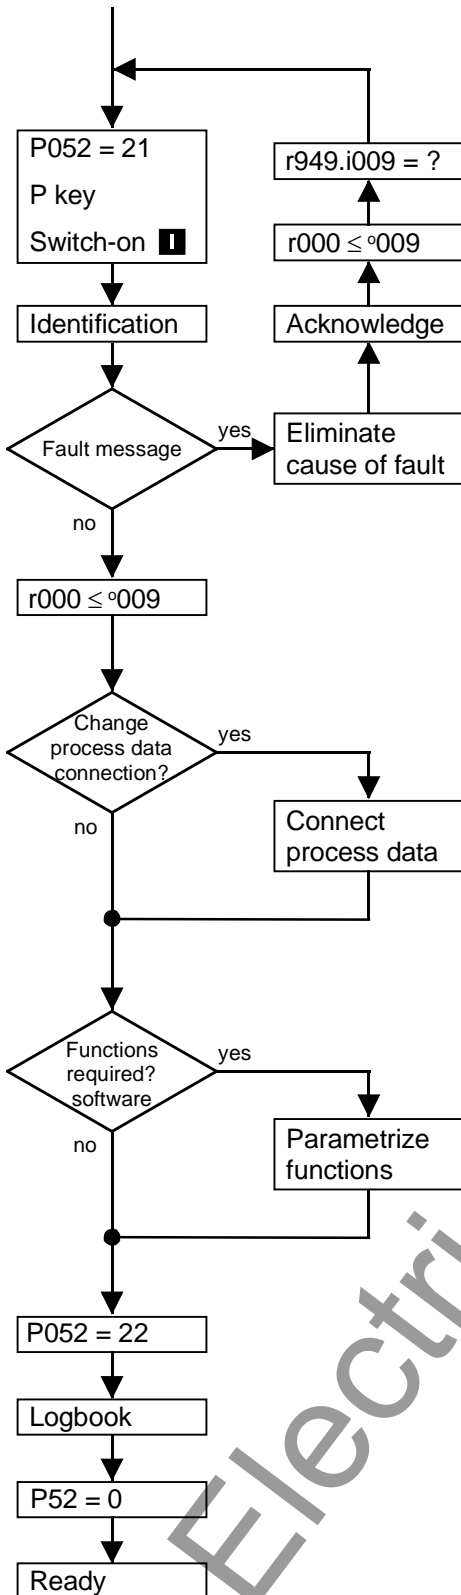 P052 = 21
P key
Switch-on I
Identification
Fault message
yes
no
Eliminate
cause of fault
Acknowledge
r000 ≤ °009
r949.i009 = ?
r000 ≤ °009
Change
process data
connection?
yes
no
Connect
process data
Functions
required?
software
yes
no
Parametrize
functions
P052 = 22
Logbook
P52 = 0
Ready
Electri